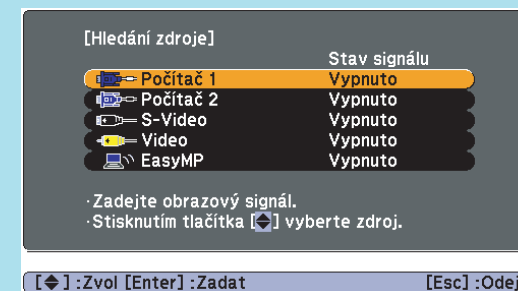 [Hledání zdroje]
Stav signálu
Počítač 1 Vypnuto
Počítač 2 Vypnuto
S-Video Vypnuto
Video Vypnuto
EasyMP Vypnuto
·Zadejte obrazový signál.
·Stisknutím tlačítka [◆] vyberte zdroj.
[◆] :Zvol [Enter] :Zadat [Esc] :Odej